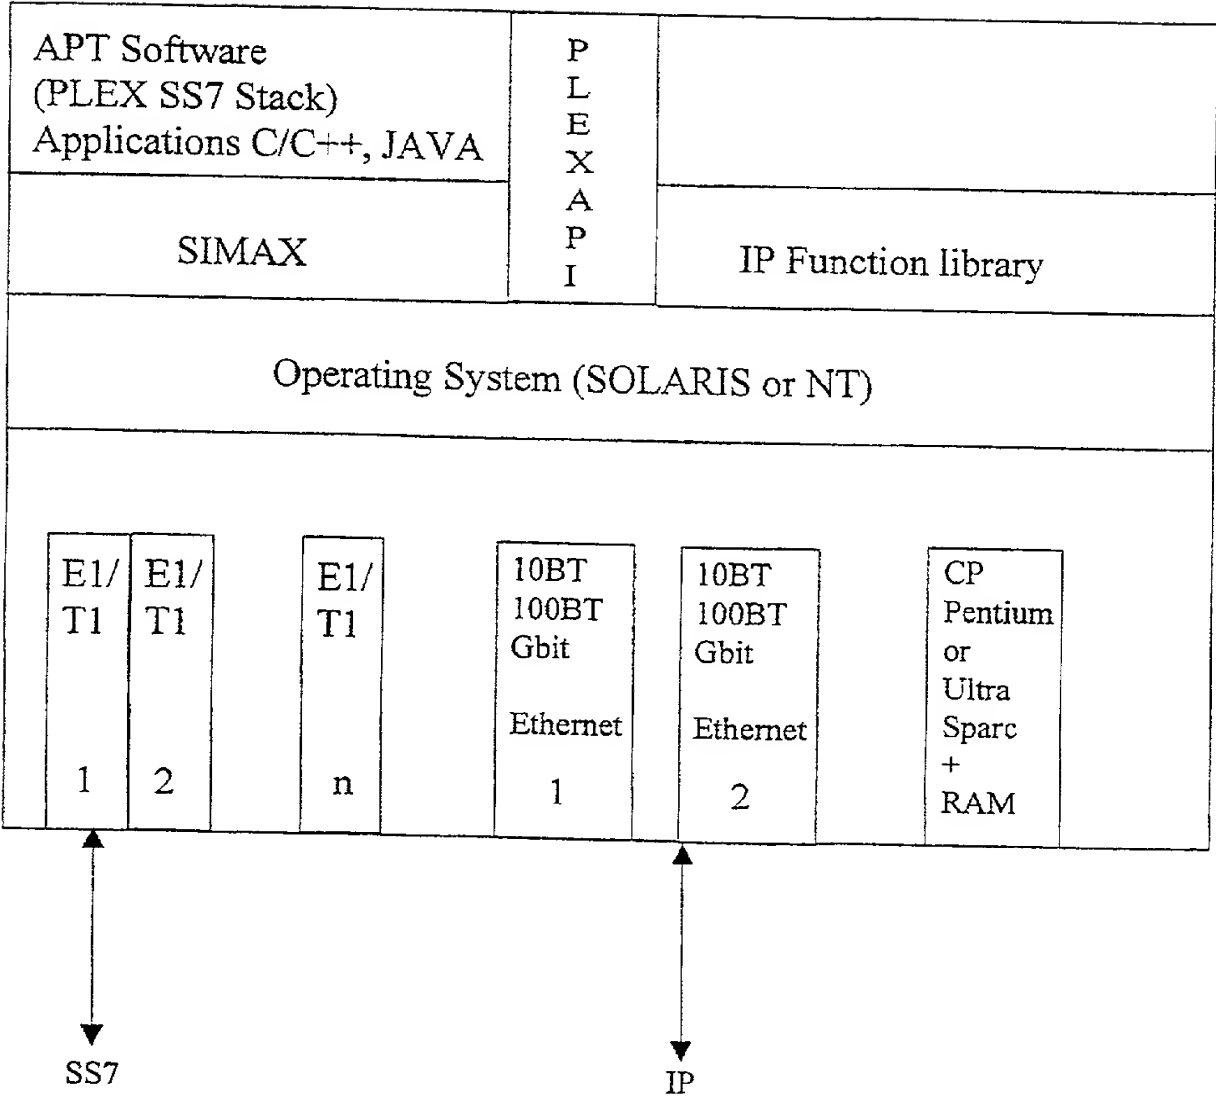 APT Software
(PLEX SS7 Stack)
Applications C/C++, JAVA
P
L
E
X
A
P
I
SIMAX
IP Function library
Operating System (SOLARIS or NT)
E1/
T1
1
E1/
T1
2
E1/
T1
n
10BT
100BT
Gbit
Ethernet
1
10BT
100BT
Gbit
Ethernet
2
CP
Pentium
or
Ultra
Sparc
+
RAM
SS7
IP